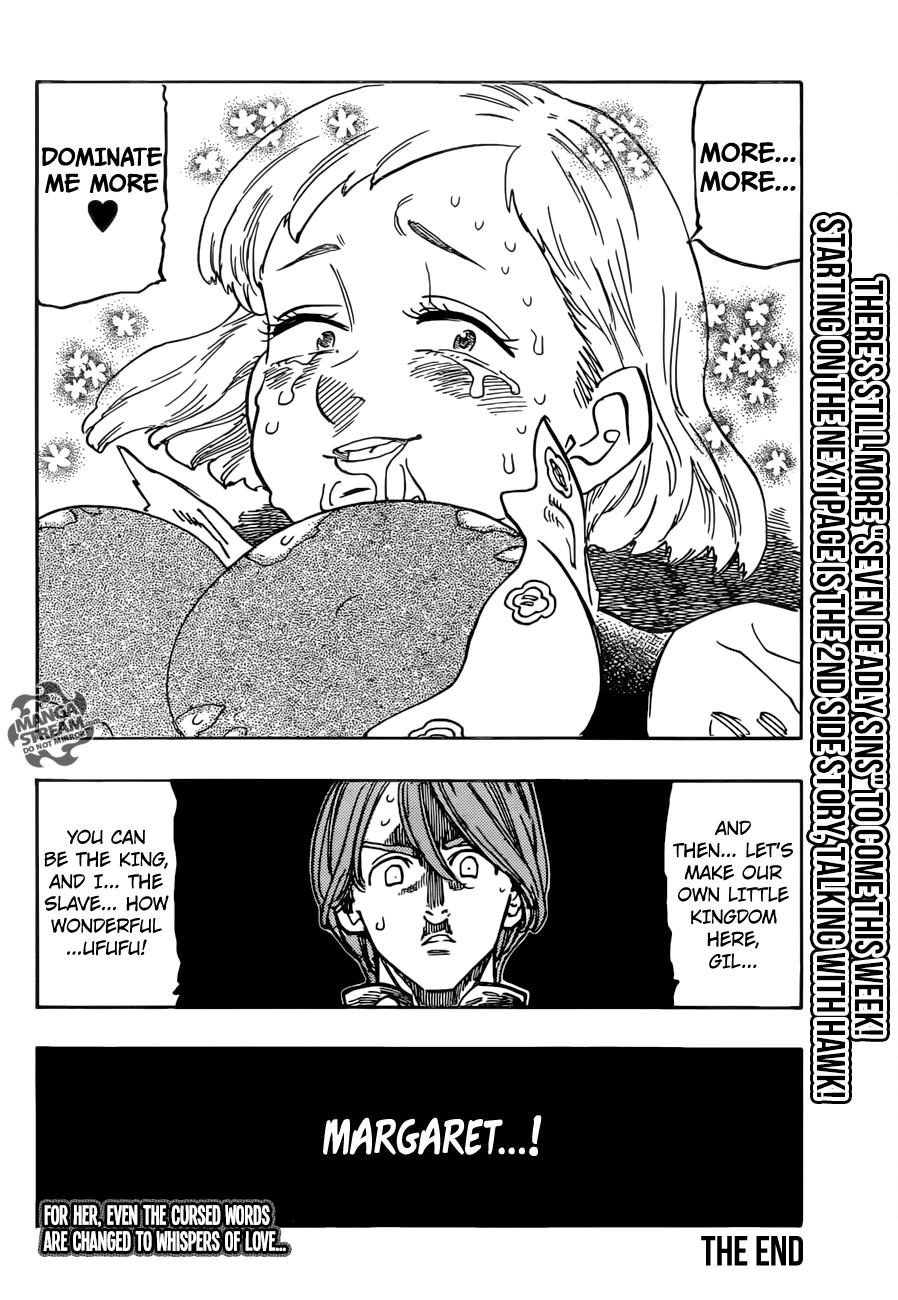 MORE...
MORE...
DOMINATE
ME MORE
♥
AND
THEN... LET'S
MAKE OUR
OWN LITTLE
KINGDOM
HERE,
GIL...
YOU CAN
BE THE KING,
AND I... THE
SLAVE... HOW
WONDERFUL
...UFUFU!
MARGARET...!
FOR HER, EVEN THE CURSED WORDS
ARE CHANGED TO WHISPERS OF LOVE...
THE END
THERE'S STILL MORE "SEVEN DEADLY SINS" TO COME THIS WEEK!
STARTING ON THE NEXT PAGE IS THE 2ND SIDE STORY, TALKING WITH HAWK!
MANGA
STREAM
DO NOT MIRROR!